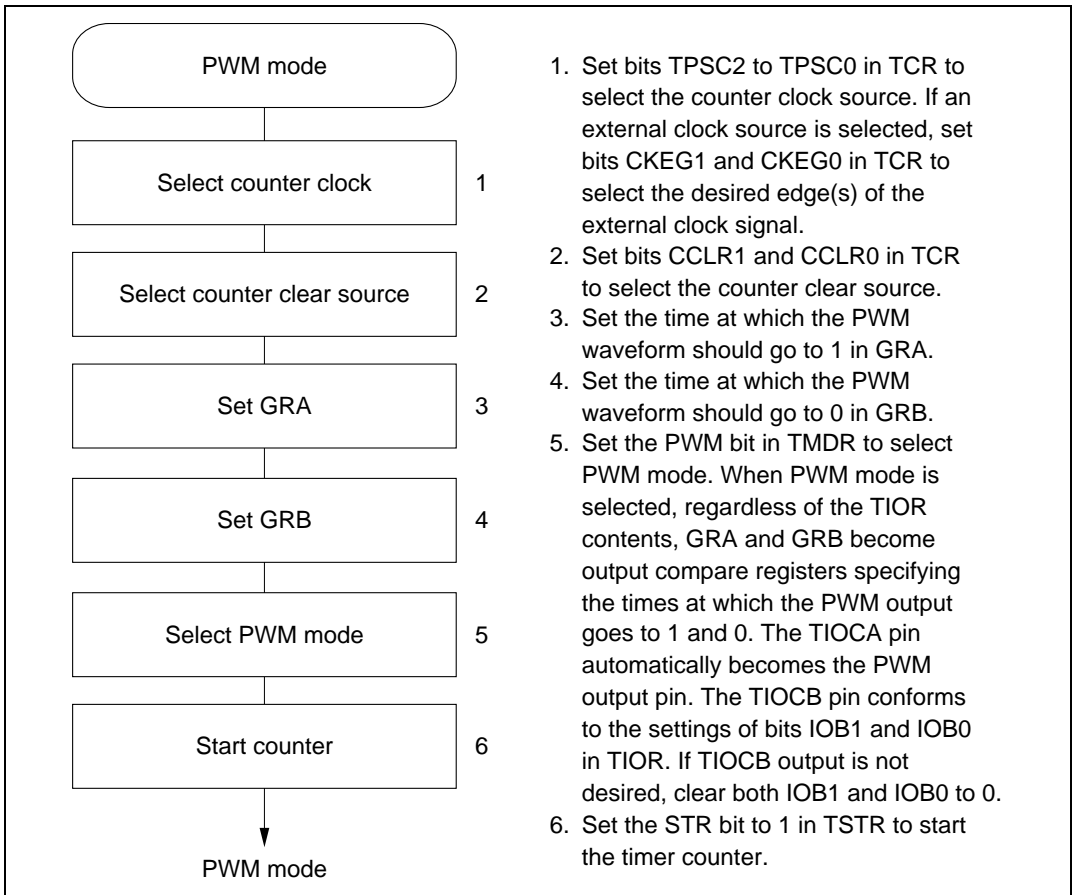 PWM mode
Select counter clock
1
Select counter clear source
2
Set GRA
3
Set GRB
4
Select PWM mode
5
Start counter
6
PWM mode
1. Set bits TPSC2 to TPSC0 in TCR to
select the counter clock source. If an
external clock source is selected, set
bits CKEG1 and CKEG0 in TCR to
select the desired edge(s) of the
external clock signal.
2. Set bits CCLR1 and CCLR0 in TCR
to select the counter clear source.
3. Set the time at which the PWM
waveform should go to 1 in GRA.
4. Set the time at which the PWM
waveform should go to 0 in GRB.
5. Set the PWM bit in TMDR to select
PWM mode. When PWM mode is
selected, regardless of the TIOR
contents, GRA and GRB become
output compare registers specifying
the times at which the PWM output
goes to 1 and 0. The TIOCA pin
automatically becomes the PWM
output pin. The TIOCB pin conforms
to the settings of bits IOB1 and IOB0
in TIOR. If TIOCB output is not
desired, clear both IOB1 and IOB0 to 0.
6. Set the STR bit to 1 in TSTR to start
the timer counter.